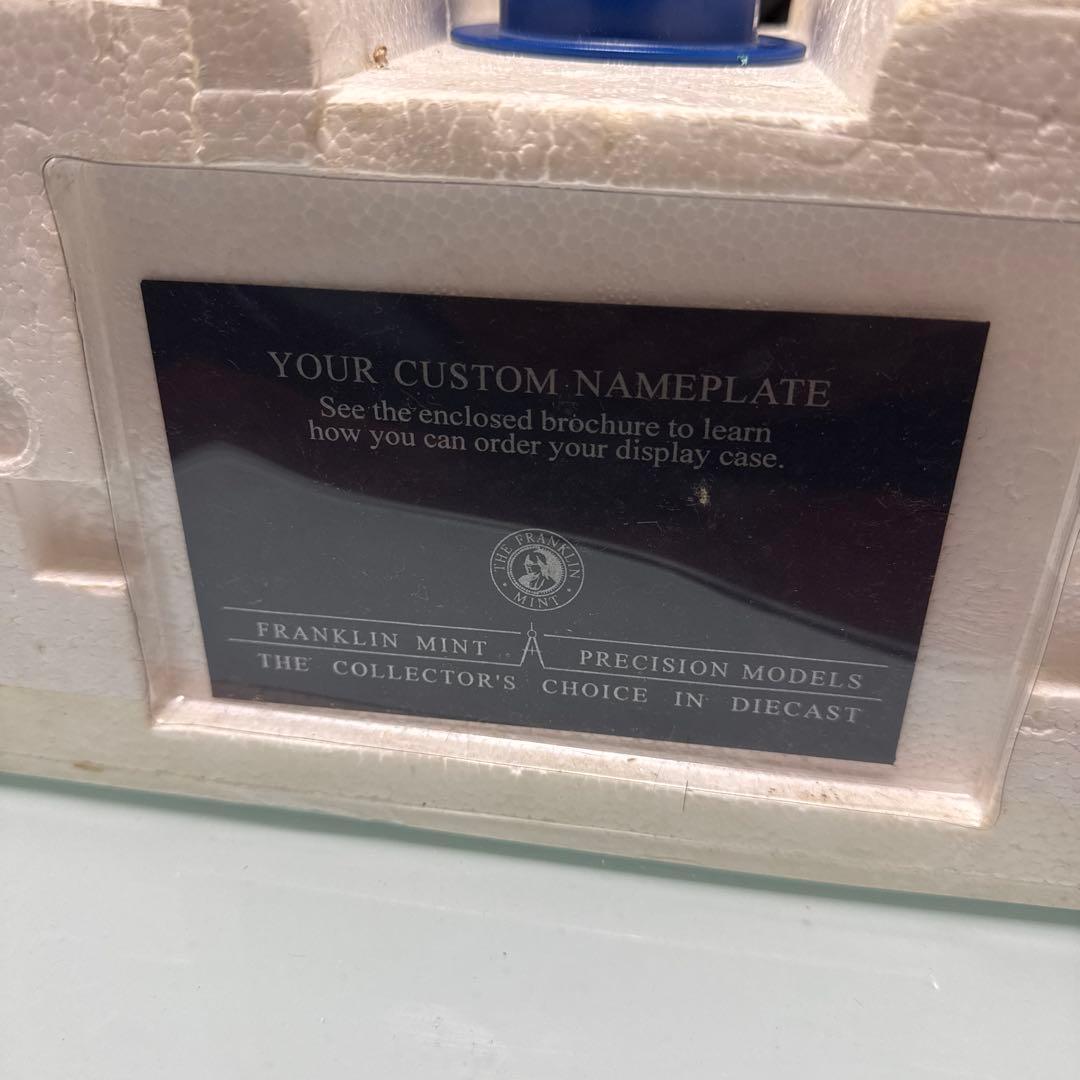 YOUR CUSTOM NAMEPLATE
See the enclosed brochure to learn
how you can order your display case.
THE FRANKLIN MINT
FRANKLIN MINT PRECISION MODELS
THE COLLECTOR'S CHOICE IN DIECAST